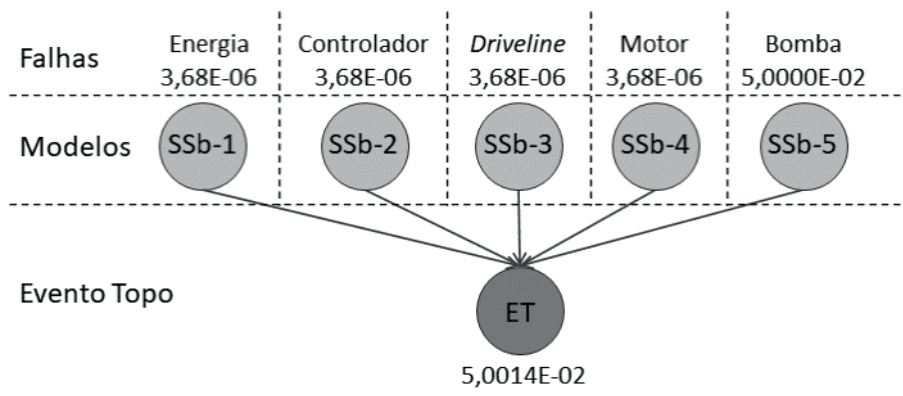 Falhas
Energia Controlador Driveline Motor Bomba
3,68E-06 3,68E-06 3,68E-06 3,68E-06 5,0000E-02
Modelos SSb-1 SSb-2 SSb-3 SSb-4 SSb-5
Evento Topo
ET
5,0014E-02